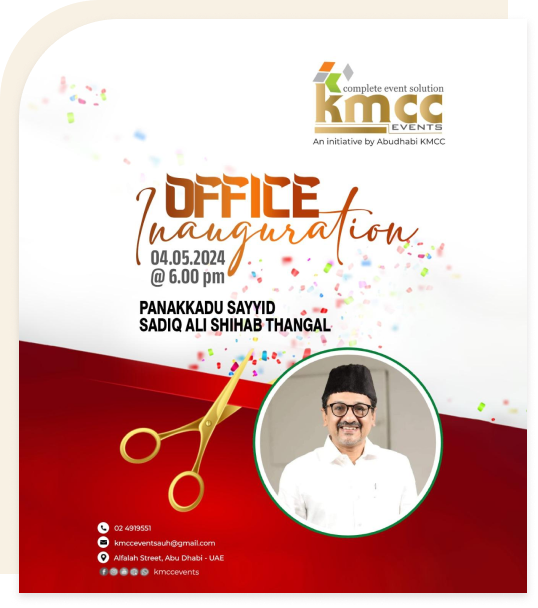 complete event solution
kmcc
EVENTS
An initiative by Abudhabi KMCC
OFFICE
Inauguration
04.05.2024
@ 6.00 pm
PANAKKADU SAYYID
SADIQ ALI SHIHAB THANGAL
02 4919551
kmcceventsauh@gmail.com
Alfalah Street, Abu Dhabi - UAE
kmccevents